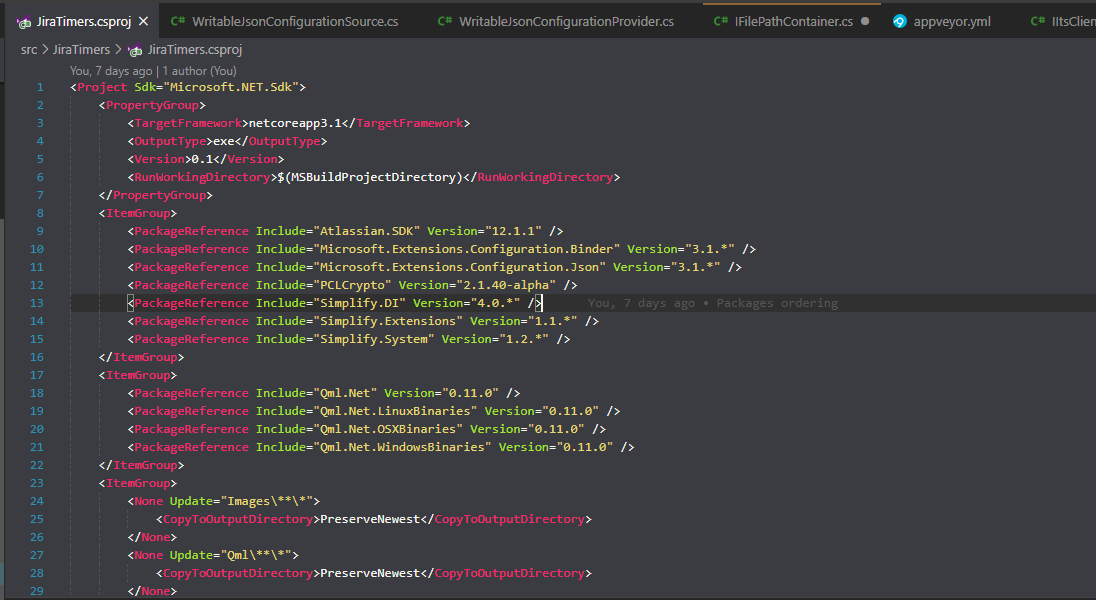 JiraTimers.csproj × C# WritableJsonConfigurationSource.cs C# WritableJsonConfigurationProvider.cs C# IFilePathContainer.cs ● appveyor.yml C# IItsClien
src > JiraTimers > JiraTimers.csproj
You, 7 days ago | 1 author (You)
1 <Project Sdk="Microsoft.NET.Sdk">
2 <PropertyGroup>
3 <TargetFramework>netcoreapp3.1</TargetFramework>
4 <OutputType>exe</OutputType>
5 <Version>0.1</Version>
6 <RunWorkingDirectory>$(MSBuildProjectDirectory)</RunWorkingDirectory>
7 </PropertyGroup>
8 <ItemGroup>
9 <PackageReference Include="Atlassian.SDK" Version="12.1.1" />
10 <PackageReference Include="Microsoft.Extensions.Configuration.Binder" Version="3.1.*" />
11 <PackageReference Include="Microsoft.Extensions.Configuration.Json" Version="3.1.*" />
12 <PackageReference Include="PCLCrypto" Version="2.1.40-alpha" />
13 <PackageReference Include="Simplify.DI" Version="4.0.*" /> You, 7 days ago • Packages ordering
14 <PackageReference Include="Simplify.Extensions" Version="1.1.*" />
15 <PackageReference Include="Simplify.System" Version="1.2.*" />
16 </ItemGroup>
17 <ItemGroup>
18 <PackageReference Include="Qml.Net" Version="0.11.0" />
19 <PackageReference Include="Qml.Net.LinuxBinaries" Version="0.11.0" />
20 <PackageReference Include="Qml.Net.OSXBinaries" Version="0.11.0" />
21 <PackageReference Include="Qml.Net.WindowsBinaries" Version="0.11.0" />
22 </ItemGroup>
23 <ItemGroup>
24 <None Update="Images\**\*">
25 <CopyToOutputDirectory>PreserveNewest</CopyToOutputDirectory>
26 </None>
27 <None Update="Qml\**\*">
28 <CopyToOutputDirectory>PreserveNewest</CopyToOutputDirectory>
29 </None>